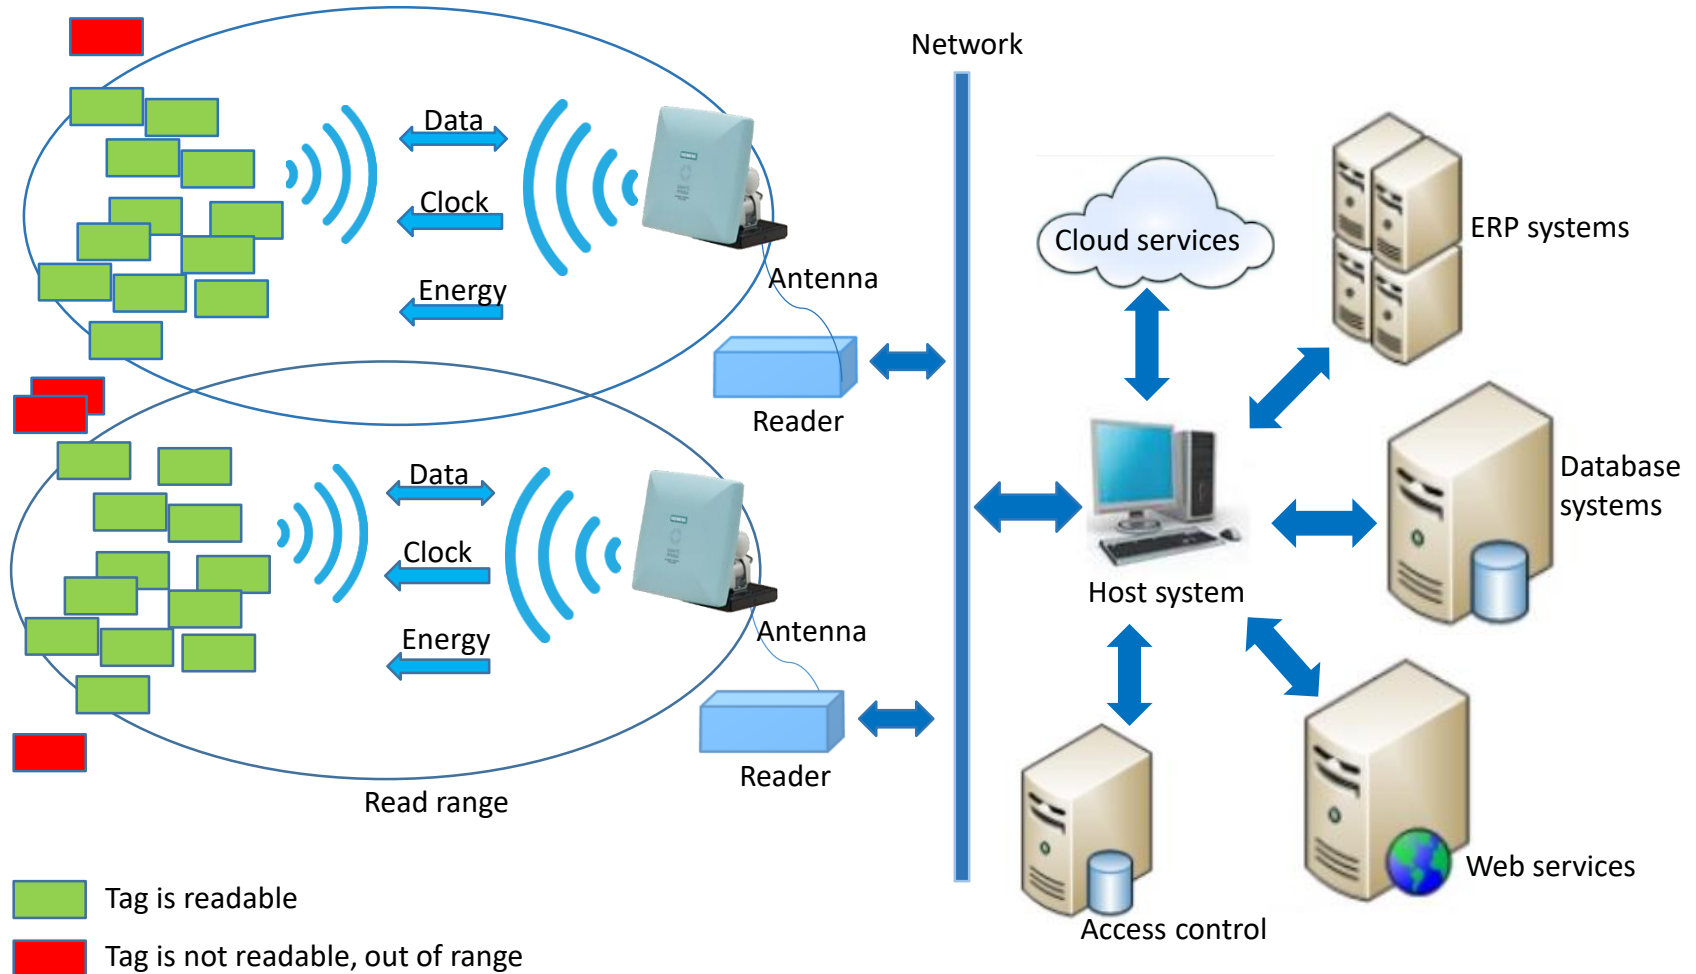 Network
Data
Clock
Energy
Antenna
Reader
Cloud services
ERP systems
Data
Clock
Energy
Antenna
Reader
Read range
Host system
Database
systems
Web services
Access control
Tag is readable
Tag is not readable, out of range